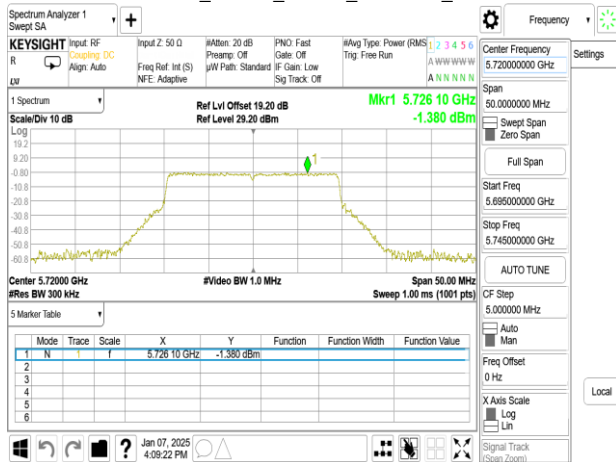 Spectrum Analyzer 1
Swept SA
+
Frequency
KEYSIGHT
R
LXI
Input: RF
Coupling: DC
Align: Auto
Input Z: 50 Ω
Freq Ref: Int (S)
NFE: Adaptive
#Atten: 20 dB
Preamp: Off
µW Path: Standard
PNO: Fast
Gate: Off
IF Gain: Low
Sig Track: Off
#Avg Type: Power (RMS
Trig: Free Run
1 2 3 4 5 6
A W W W W W
A N N N N N
1 Spectrum
Scale/Div 10 dB
Ref Lvl Offset 19.20 dB
Ref Level 29.20 dBm
Mkr1 5.726 10 GHz
-1.380 dBm
Log
19.2
9.20
-0.80
-10.8
-20.8
-30.8
-40.8
-50.8
-60.8
1
Center 5.72000 GHz
#Res BW 300 kHz
#Video BW 1.0 MHz
Span 50.00 MHz
Sweep 1.00 ms (1001 pts)
5 Marker Table
Mode Trace Scale X Y Function Function Width Function Value
1 N 1 f 5.726 10 GHz -1.380 dBm
2
3
4
5
6
Jan 07, 2025
4:09:22 PM
Center Frequency
5.720000000 GHz
Span
50.0000000 MHz
Swept Span
Zero Span
Full Span
Start Freq
5.695000000 GHz
Stop Freq
5.745000000 GHz
AUTO TUNE
CF Step
5.000000 MHz
Auto
Man
Freq Offset
0 Hz
X Axis Scale
Log
Lin
Signal Track
(Span Zoom)
Settings
Local